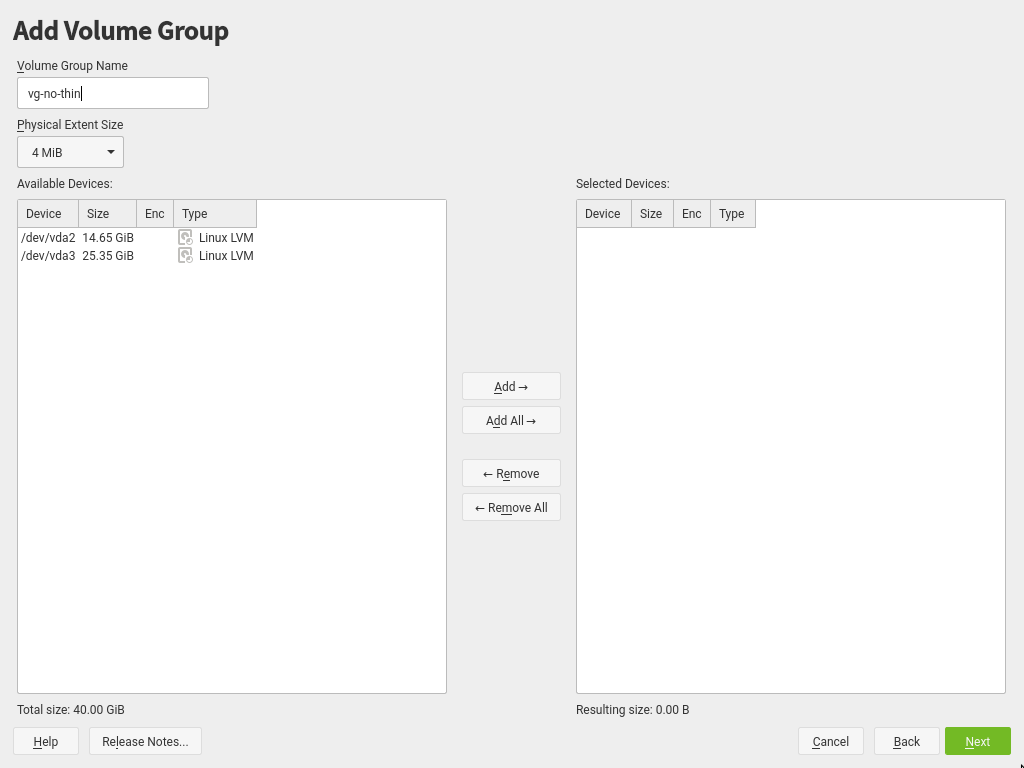 Add Volume Group
Volume Group Name
vg-no-thin
Physical Extent Size
4 MiB
Available Devices:
Device Size Enc Type
/dev/vda2 14.65 GiB Linux LVM
/dev/vda3 25.35 GiB Linux LVM
Total size: 40.00 GiB
Add →
Add All →
← Remove
← Remove All
Selected Devices:
Device Size Enc Type
Resulting size: 0.00 B
Help Release Notes... Cancel Back Next